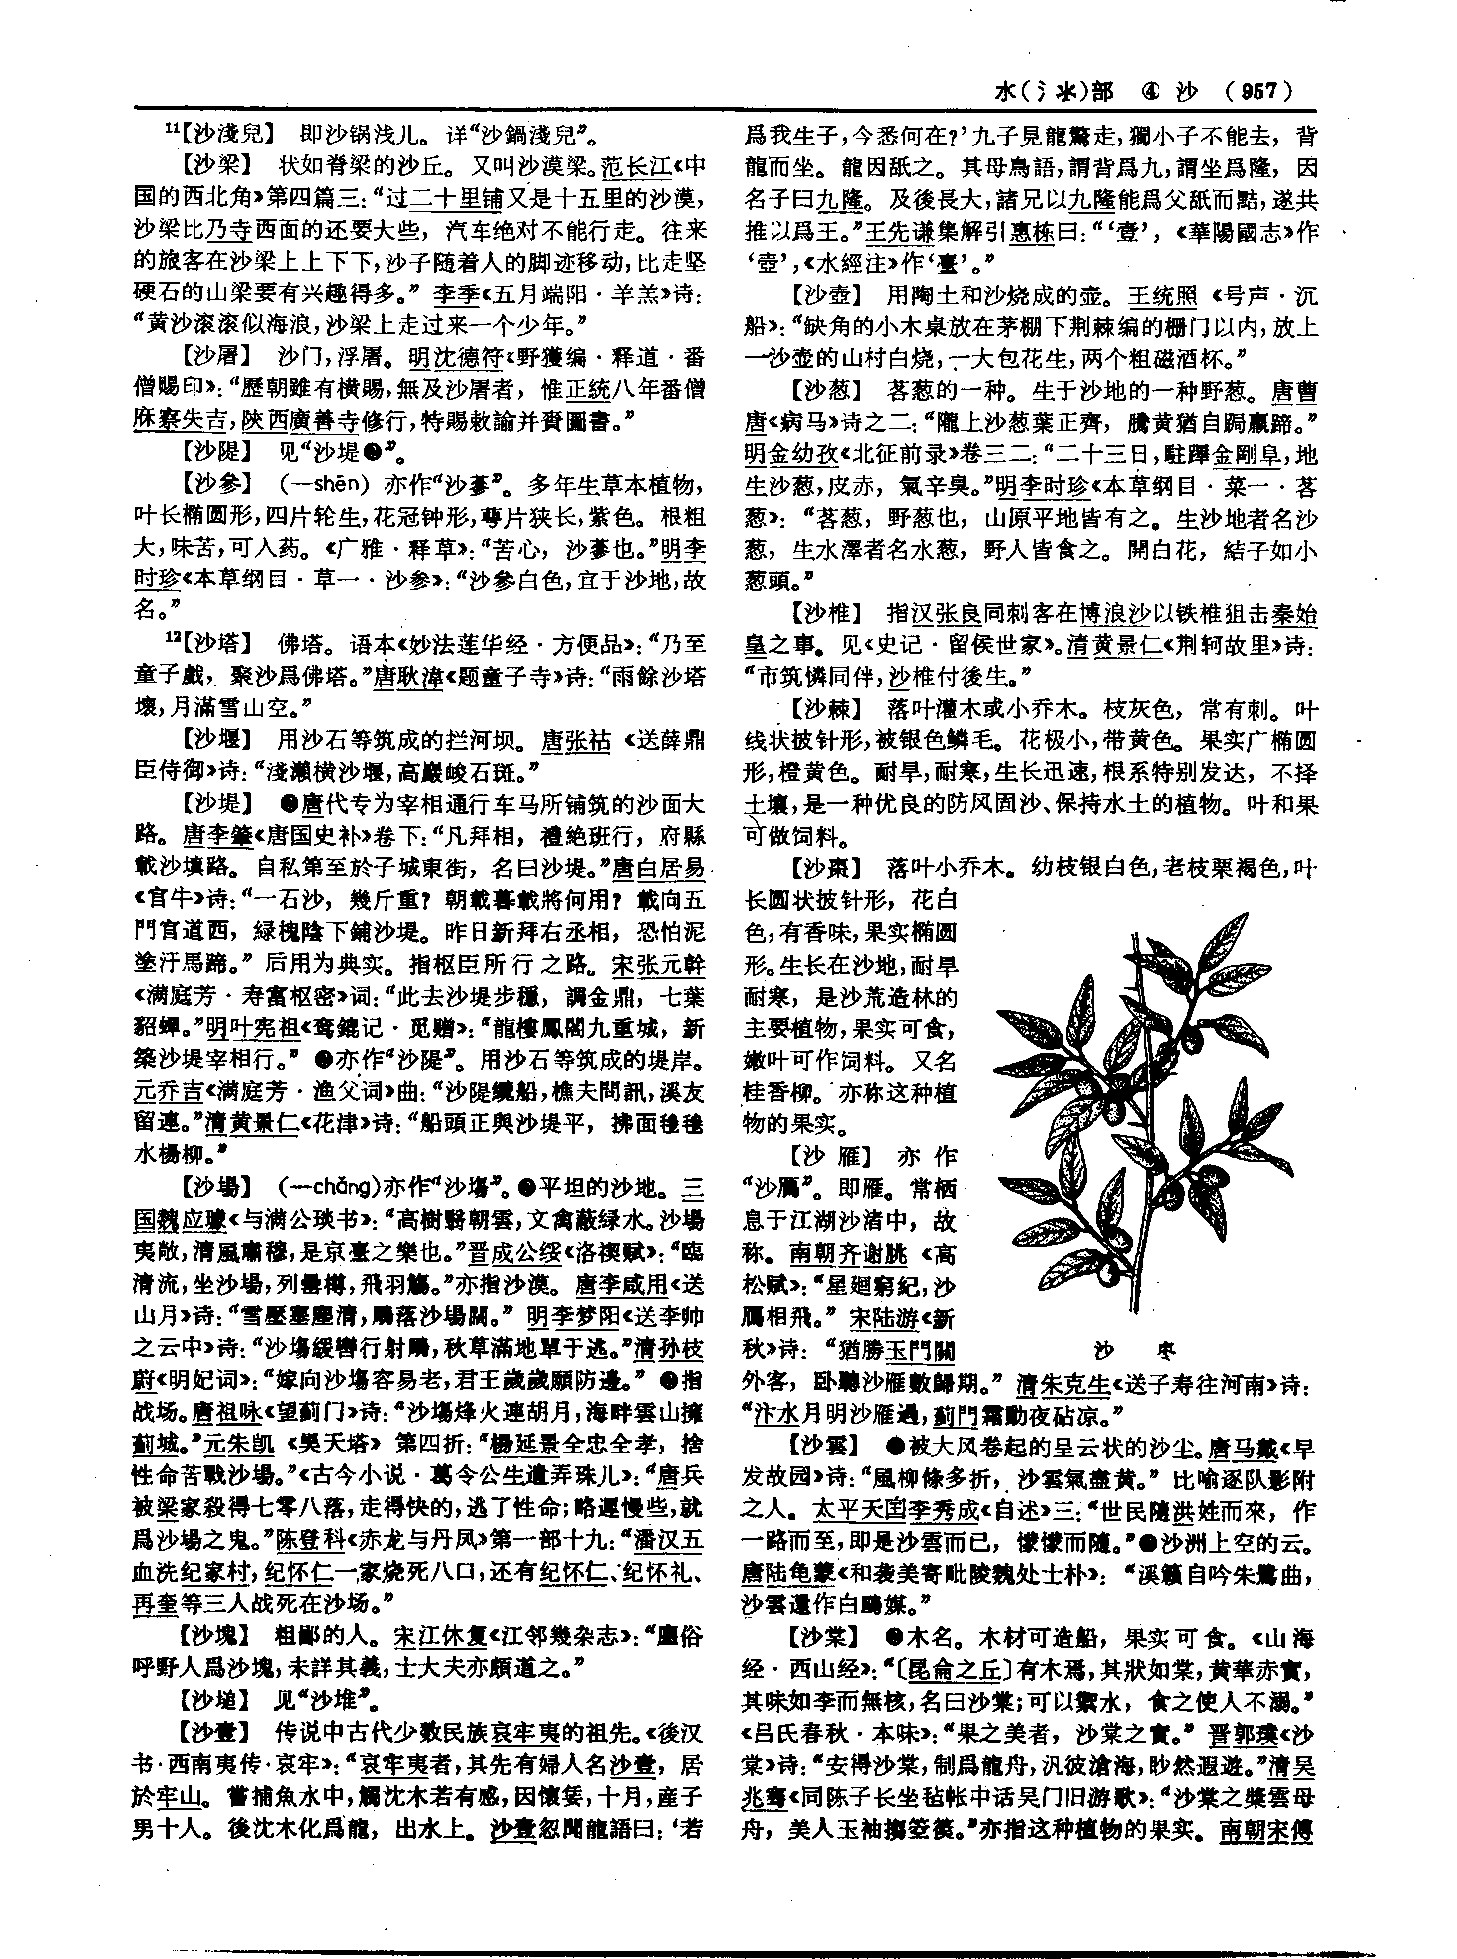 水(氵氺)部 ④ 沙 (957)
11【沙淺兒】 即沙锅浅儿。详“沙鍋淺兒”。
【沙梁】 状如脊梁的沙丘。又叫沙漠梁。范长江《中
国的西北角》第四篇三：“过二十里铺又是十五里的沙漠，
沙梁比乃寺西面的还要大些，汽车绝对不能行走。往来
的旅客在沙梁上上下下，沙子随着人的脚迹移动，比走坚
硬石的山梁要有兴趣得多。” 李季《五月端阳·羊羔》诗：
“黄沙滚滚似海浪，沙梁上走过来一个少年。”
【沙屠】 沙门，浮屠。明沈德符《野獲编·释道·番
僧赐印》：“歷朝雖有横賜，無及沙屠者，惟正统八年番僧
麻察失吉，陝西廣善寺修行，特賜敕諭并賫圖書。”
【沙隄】 见“沙堤❷”。
【沙參】 (—shēn) 亦作“沙蔘”。多年生草本植物，
叶长椭圆形，四片轮生，花冠钟形，萼片狭长，紫色。根粗
大，味苦，可入药。《广雅·释草》：“苦心，沙蔘也。”明李
时珍《本草纲目·草一·沙参》：“沙參白色，宜于沙地，故
名。”
12【沙塔】 佛塔。语本《妙法莲华经·方便品》：“乃至
童子戲，聚沙爲佛塔。”唐耿湋《题童子寺》诗：“雨餘沙塔
壞，月滿雪山空。”
【沙堰】 用沙石等筑成的拦河坝。唐张祜《送薛鼎
臣侍御》诗：“淺瀨横沙堰，高巖峻石斑。”
【沙堤】 ❶唐代专为宰相通行车马所铺筑的沙面大
路。唐李肇《唐国史补》卷下：“凡拜相，禮絶班行，府縣
載沙填路。自私第至於子城東街，名曰沙堤。”唐白居易
《官牛》诗：“一石沙，幾斤重？朝載暮載將何用？載向五
門官道西，緑槐陰下鋪沙堤。昨日新拜右丞相，恐怕泥
塗汙馬蹄。”后用为典实。指枢臣所行之路。宋张元幹
《满庭芳·寿富枢密》词：“此去沙堤步穩，調金鼎，七葉
貂蟬。”明叶宪祖《鸾鎞记·觅赠》：“龍樓鳳閣九重城，新
築沙堤宰相行。” ❷亦作“沙隄”。用沙石等筑成的堤岸。
元乔吉《满庭芳·渔父词》曲：“沙隄纜船，樵夫問訊，溪友
留連。”清黄景仁《花津》诗：“船頭正與沙堤平，拂面毿毿
水楊柳。”
【沙場】 (—chǎng)亦作“沙塲”。❶平坦的沙地。三
国魏应璩《与满公琰书》：“高樹翳朝雲，文禽蔽緑水。沙場
夷敞，清風肅穆，是京臺之樂也。”晋成公绥《洛禊赋》：“臨
清流，坐沙場，列罍樽，飛羽觴。”亦指沙漠。唐李咸用《送
山月》诗：“雪壓塞塵清，鵰落沙場闊。” 明李梦阳《送李帅
之云中》诗：“沙塲緩轡行射鵰，秋草滿地單于逃。”清孙枝
蔚《明妃词》：“嫁向沙塲容易老，君王歲歲願防邊。” ❷指
战场。唐祖咏《望蓟门》诗：“沙塲烽火連胡月，海畔雲山擁
薊城。”元朱凯《昊天塔》第四折：“楊延景全忠全孝，捨
性命苦戰沙場。”《古今小说·葛令公生遣弄珠儿》：“唐兵
被梁家殺得七零八落，走得快的，逃了性命；略遲慢些，就
爲沙場之鬼。”陈登科《赤龙与丹凤》第一部十九：“潘汉五
血洗纪家村，纪怀仁一家烧死八口，还有纪怀仁、纪怀礼、
再奎等三人战死在沙场。”
【沙塊】 粗鄙的人。宋江休复《江邻幾杂志》：“廛俗
呼野人爲沙塊，未詳其義，士大夫亦頗道之。”
【沙塠】 见“沙堆”。
【沙壹】 传说中古代少数民族哀牢夷的祖先。《後汉
书·西南夷传·哀牢》：“哀牢夷者，其先有婦人名沙壹，居
於牢山。嘗捕魚水中，觸沈木若有感，因懷娠，十月，産子
男十人。後沈木化爲龍，出水上。沙壹忽聞龍語曰：‘若
爲我生子，今悉何在？’九子見龍驚走，獨小子不能去，背
龍而坐。龍因舐之。其母鳥語，謂背爲九，謂坐爲隆，因
名子曰九隆。及後長大，諸兄以九隆能爲父舐而黠，遂共
推以爲王。”王先谦集解引惠栋曰：“‘壹’，《華陽國志》作
‘壺’，《水經注》作‘臺’。”
【沙壺】 用陶土和沙烧成的壶。王统照《号声·沉
船》：“缺角的小木桌放在茅棚下荆棘编的栅门以内，放上
一沙壶的山村白烧，一大包花生，两个粗磁酒杯。”
【沙葱】 茖葱的一种。生于沙地的一种野葱。唐曹
唐《病马》诗之二：“隴上沙葱葉正齊，騰黄猶自跼羸蹄。”
明金幼孜《北征前录》卷三二：“二十三日，駐蹕金剛阜，地
生沙葱，皮赤，氣辛臭。”明李时珍《本草纲目·菜一·茖
葱》：“茖葱，野葱也，山原平地皆有之。生沙地者名沙
葱，生水澤者名水葱，野人皆食之。開白花，結子如小
葱頭。”
【沙椎】 指汉张良同刺客在博浪沙以铁椎狙击秦始
皇之事。见《史记·留侯世家》。清黄景仁《荆轲故里》诗：
“市筑憐同伴，沙椎付後生。”
【沙棘】 落叶灌木或小乔木。枝灰色，常有刺。叶
线状披针形，被银色鳞毛。花极小，带黄色。果实广椭圆
形，橙黄色。耐旱，耐寒，生长迅速，根系特别发达，不择
土壤，是一种优良的防风固沙、保持水土的植物。叶和果
可做饲料。
【沙棗】 落叶小乔木。幼枝银白色，老枝栗褐色，叶
长圆状披针形，花白
色，有香味，果实椭圆
形。生长在沙地，耐旱
耐寒，是沙荒造林的
主要植物，果实可食，
嫩叶可作饲料。又名
桂香柳。亦称这种植
物的果实。
【沙雁】 亦作
“沙鴈”。即雁。常栖
息于江湖沙渚中，故
称。南朝齐谢朓《高
松赋》：“星迴窮紀，沙
鴈相飛。” 宋陆游《新
秋》诗：“猶勝玉門關
外客，卧聽沙雁數歸期。” 清朱克生《送子寿往河南》诗：
“汴水月明沙雁過，薊門霜動夜砧凉。”
沙 枣
【沙雲】 ❶被大风卷起的呈云状的沙尘。唐马戴《早
发故园》诗：“風柳條多折，沙雲氣盡黄。”比喻逐队影附
之人。太平天国李秀成《自述》三：“世民隨洪姓而來，作
一路而至，即是沙雲而已，懞懞而隨。”❷沙洲上空的云。
唐陆龟蒙《和袭美寄毗陵魏处士朴》：“溪籟自吟朱鷺曲，
沙雲還作白鷗媒。”
【沙棠】 ❶木名。木材可造船，果实可食。《山海
经·西山经》：“〔昆侖之丘〕有木焉，其狀如棠，黄華赤實，
其味如李而無核，名曰沙棠；可以禦水，食之使人不溺。”
《吕氏春秋·本味》：“果之美者，沙棠之實。” 晋郭璞《沙
棠》诗：“安得沙棠，制爲龍舟，汎彼滄海，眇然遐遊。”清吴
兆骞《同陈子长坐毡帐中话吴门旧游歌》：“沙棠之槳雲母
舟，美人玉袖搊箜篌。”亦指这种植物的果实。南朝宋傅